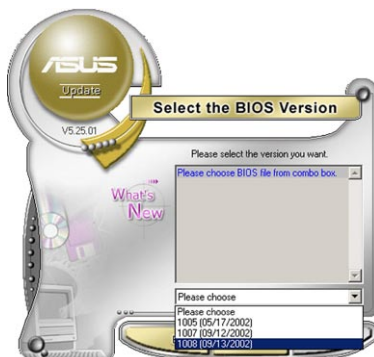 ASUS
Update
V5.25.01
Select the BIOS Version
Please select the version you want.
Please choose BIOS file from combo box.
What's
New
Please choose
Please choose
1005 (05/17/2002)
1007 (09/12/2002)
1008 (09/13/2002)